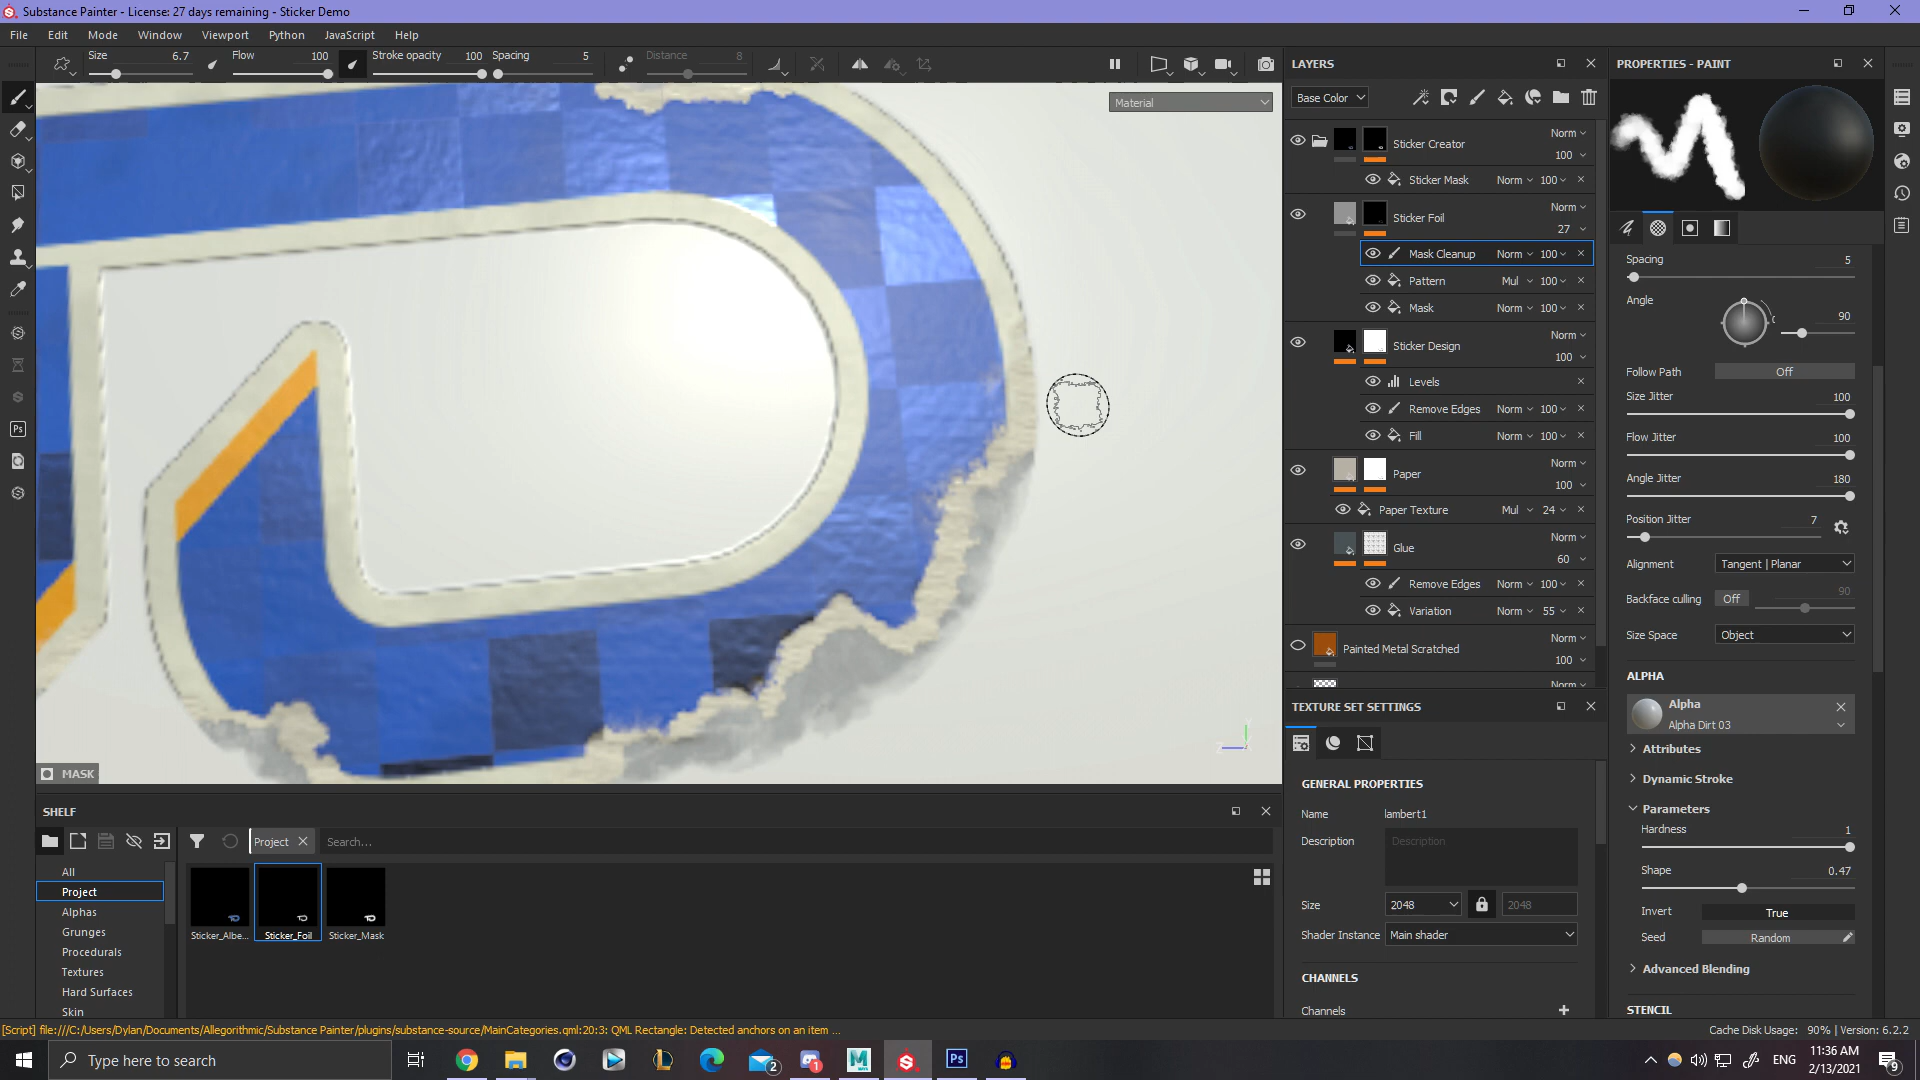 Substance Painter - License: 27 days remaining - Sticker Demo
File Edit Mode Window Viewport Python JavaScript Help
Size 6.7 Flow 100 Stroke opacity 100 Spacing 5 Distance 8
Material
MASK
LAYERS
Base Color
Sticker Creator Norm 100
Sticker Mask Norm 100
Sticker Foil Norm 27
Mask Cleanup Norm 100
Pattern Mul 100
Mask Norm 100
Sticker Design Norm 100
Levels
Remove Edges Norm 100
Fill Norm 100
Paper Norm 100
Paper Texture Mul 24
Glue Norm 60
Remove Edges Norm 100
Variation Norm 55
Painted Metal Scratched Norm 100
Norm
TEXTURE SET SETTINGS
GENERAL PROPERTIES
Name lambert1
Description Description
Size 2048 2048
Shader Instance Main shader
CHANNELS
Channels
PROPERTIES - PAINT
Spacing 5
Angle 90
Follow Path Off
Size Jitter 100
Flow Jitter 100
Angle Jitter 180
Position Jitter 7
Alignment Tangent | Planar
Backface culling Off 90
Size Space Object
ALPHA
Alpha
Alpha Dirt 03
Attributes
Dynamic Stroke
Parameters
Hardness 1
Shape 0.47
Invert True
Seed Random
Advanced Blending
STENCIL
SHELF
Project Search...
All
Project
Alphas
Grunges
Procedurals
Textures
Hard Surfaces
Skin
Sticker_Albe... Sticker_Foil Sticker_Mask
[Script] file:///C:/Users/Dylan/Documents/Allegorithmic/Substance Painter/plugins/substance-source/MainCategories.qml:20:3: QML Rectangle: Detected anchors on an item ...
Cache Disk Usage: 90% | Version: 6.2.2
Type here to search
2
1
Ps
ENG
11:36 AM
2/13/2021
9